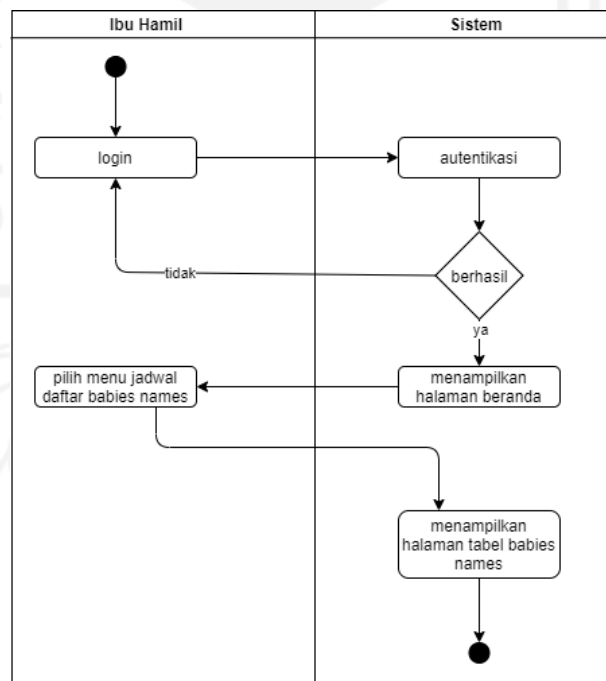 Ibu Hamil
Sistem
login
autentikasi
berhasil
tidak
ya
pilih menu jadwal
daftar babies names
menampilkan
halaman beranda
menampilkan
halaman tabel babies
names